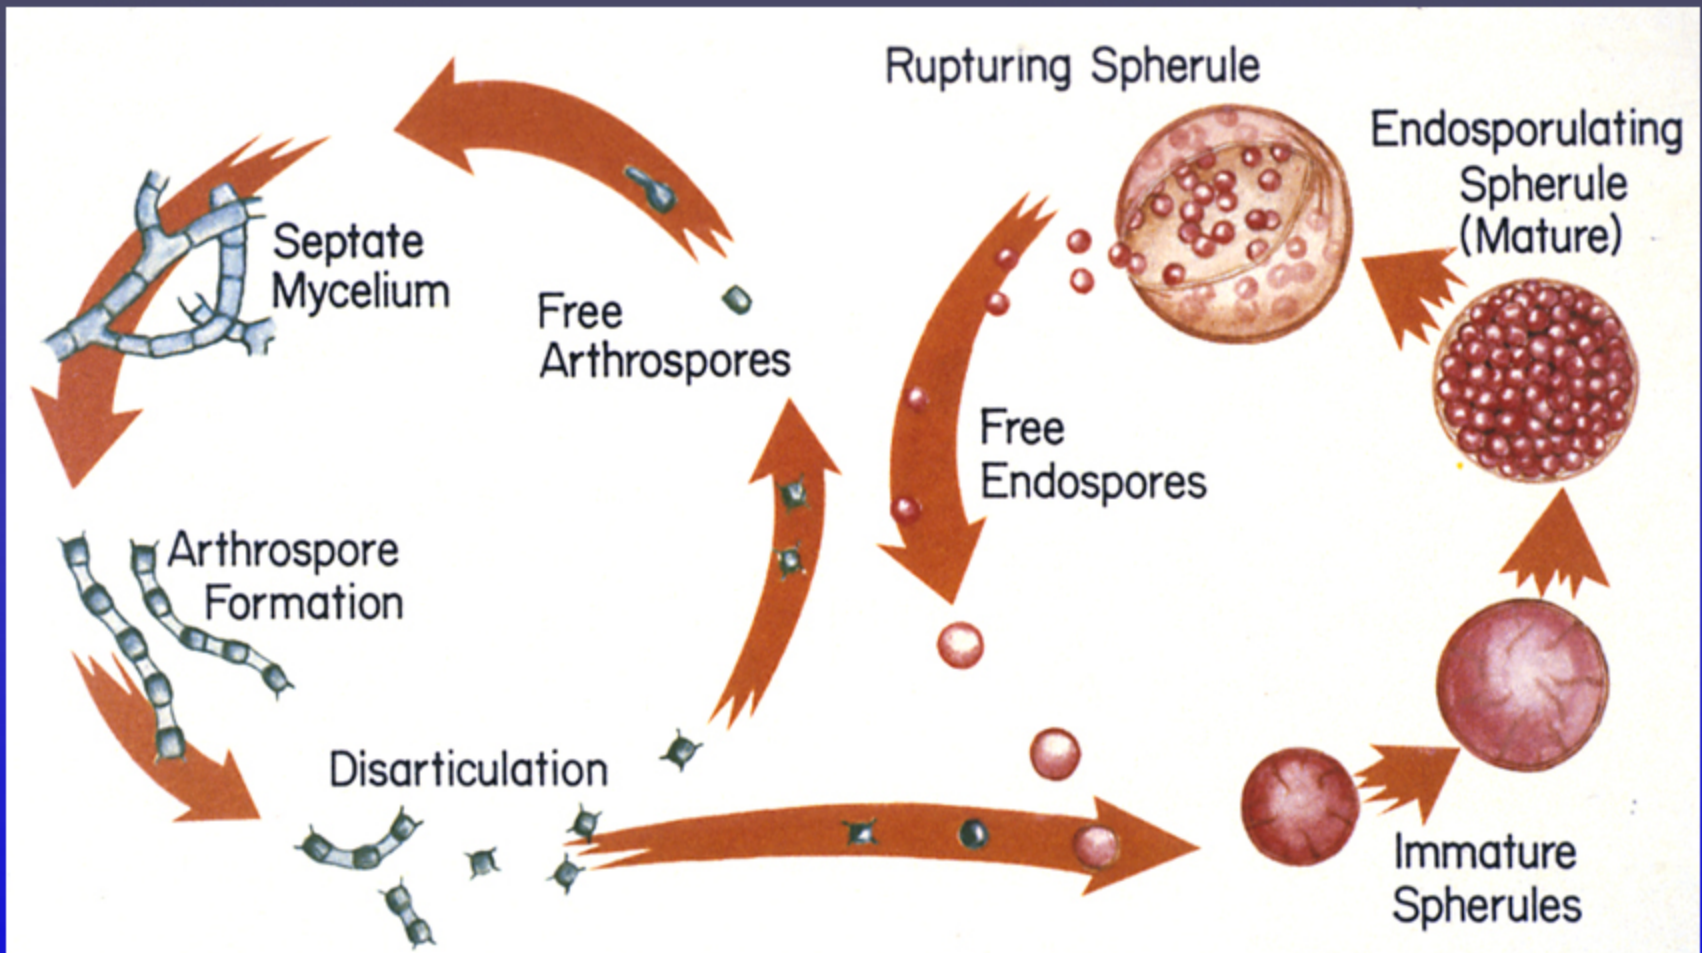 Rupturing Spherule
Endosporulating
Spherule
(Mature)
Septate
Mycelium
Free
Arthrospores
Free
Endospores
Arthrospore
Formation
Disarticulation
Immature
Spherules